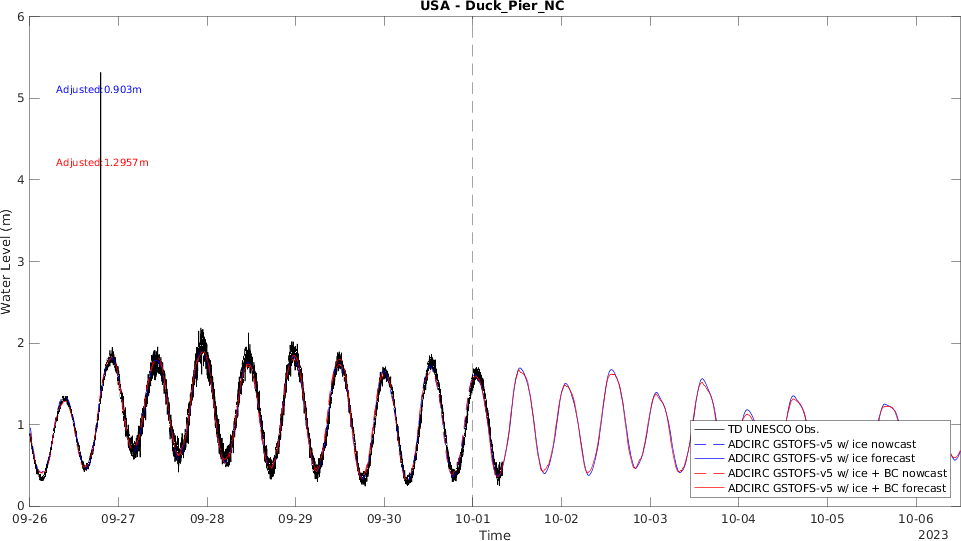 USA - Duck_Pier_NC
6
5
4
3
2
1
0
Water Level (m)
Adjusted:0.903m
Adjusted:1.2957m
TD UNESCO Obs.
ADCIRC GSTOFS-v5 w/ ice nowcast
ADCIRC GSTOFS-v5 w/ ice forecast
ADCIRC GSTOFS-v5 w/ ice + BC nowcast
ADCIRC GSTOFS-v5 w/ ice + BC forecast
09-26 09-27 09-28 09-29 09-30 10-01 10-02 10-03 10-04 10-05 10-06
Time
2023